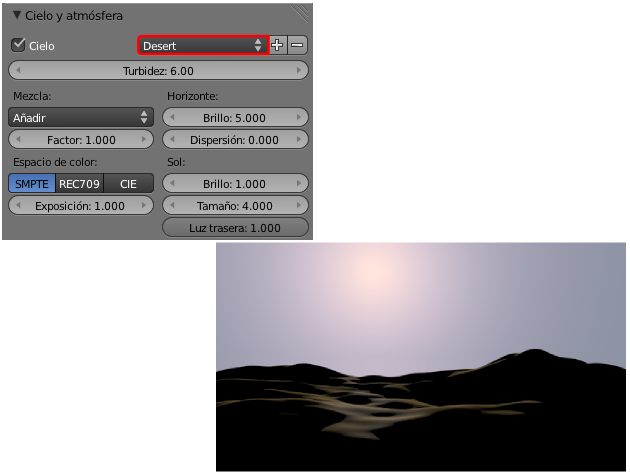 Cielo y atmósfera
Cielo Desert
Turbidez: 6.00
Mezcla: Horizonte:
Añadir Brillo: 5.000
Factor: 1.000 Dispersión: 0.000
Espacio de color: Sol:
SMPTE REC709 CIE Brillo: 1.000
Exposición: 1.000 Tamaño: 4.000
Luz trasera: 1.000